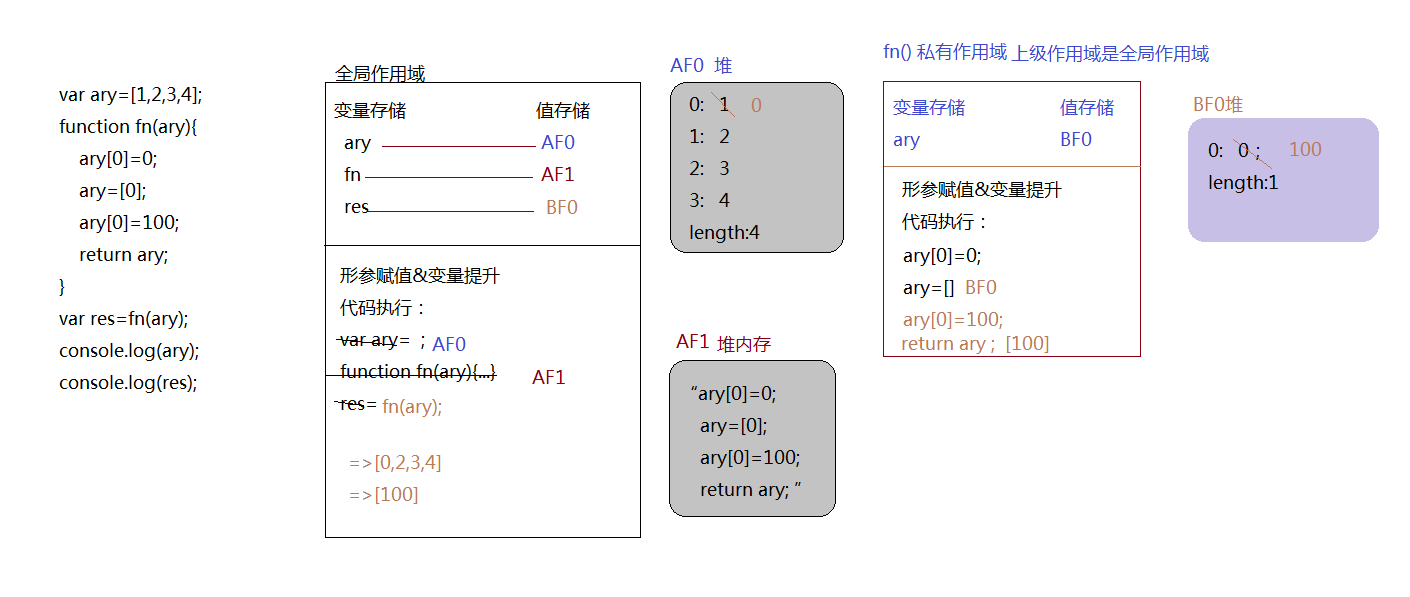 var ary=[1,2,3,4];
function fn(ary){
ary[0]=0;
ary=[0];
ary[0]=100;
return ary;
}
var res=fn(ary);
console.log(ary);
console.log(res);
全局作用域
变量存储 值存储
ary AF0
fn AF1
res BF0
形参赋值&变量提升
代码执行：
var ary= ; AF0
function fn(ary){...} AF1
res= fn(ary);
=>[0,2,3,4]
=>[100]
AF0 堆
0: 1 0
1: 2
2: 3
3: 4
length:4
AF1 堆内存
“ary[0]=0;
ary=[0];
ary[0]=100;
return ary; ”
fn() 私有作用域 上级作用域是全局作用域
变量存储 值存储
ary BF0
形参赋值&变量提升
代码执行：
ary[0]=0;
ary=[] BF0
ary[0]=100;
return ary ; [100]
BF0堆
0: 0 ; 100
length:1